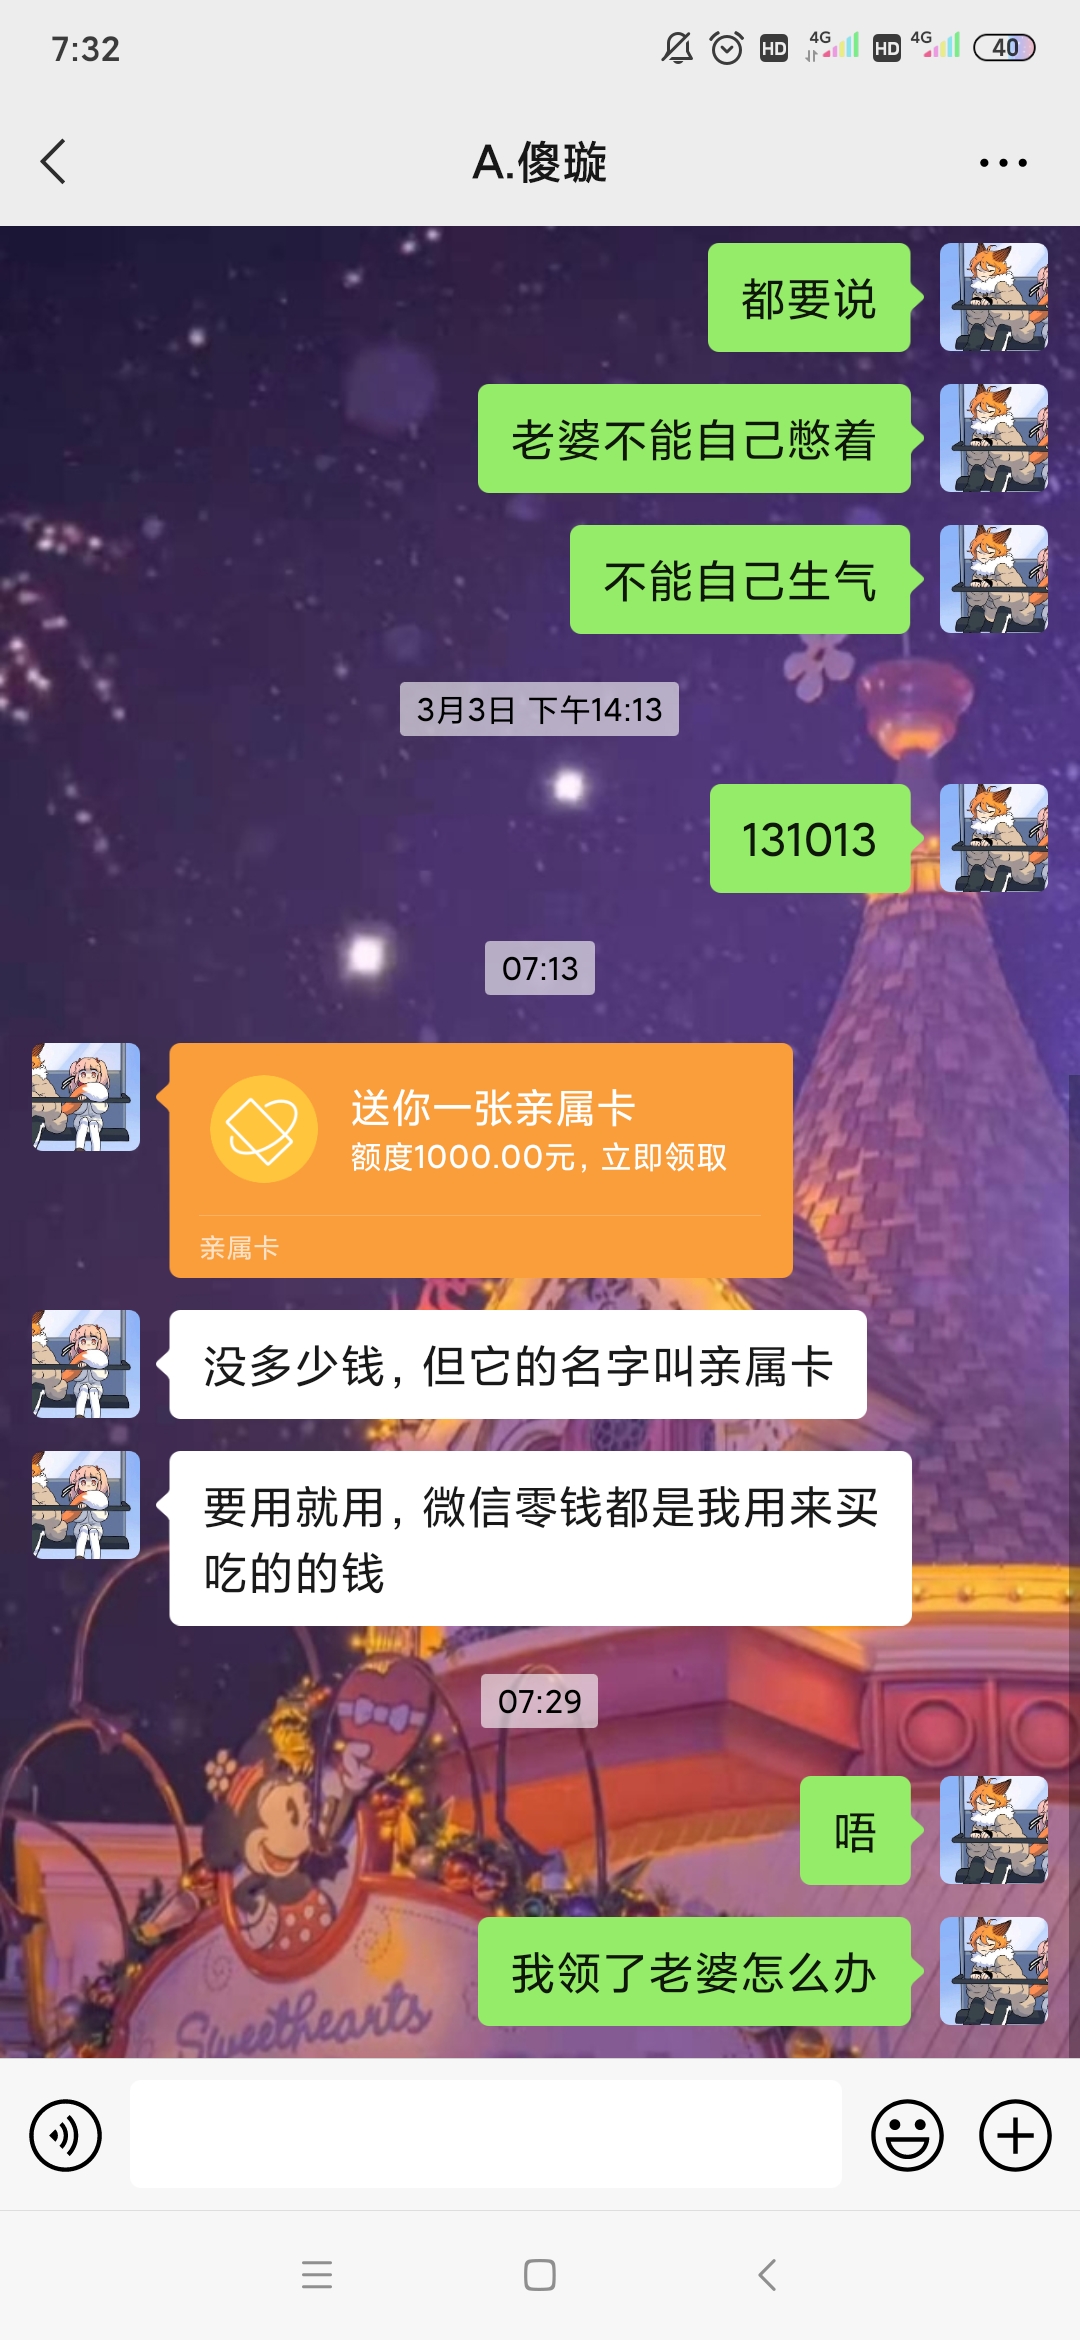 7:32
HD
4G
HD
4G
40
A.傻璇
都要说
老婆不能自己憋着
不能自己生气
3月3日 下午14:13
131013
07:13
送你一张亲属卡
额度1000.00元，立即领取
亲属卡
没多少钱，但它的名字叫亲属卡
要用就用，微信零钱都是我用来买
吃的的钱
07:29
唔
我领了老婆怎么办
Sweethearts